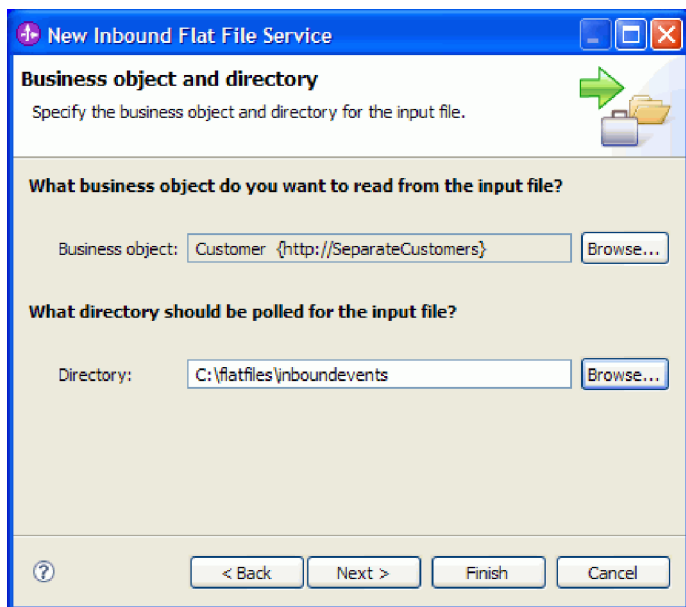 New Inbound Flat File Service
Business object and directory
Specify the business object and directory for the input file.
What business object do you want to read from the input file?
Business object: Customer {http://SeparateCustomers} Browse...
What directory should be polled for the input file?
Directory: C:\flatfiles\inboundevents Browse...
? < Back Next > Finish Cancel